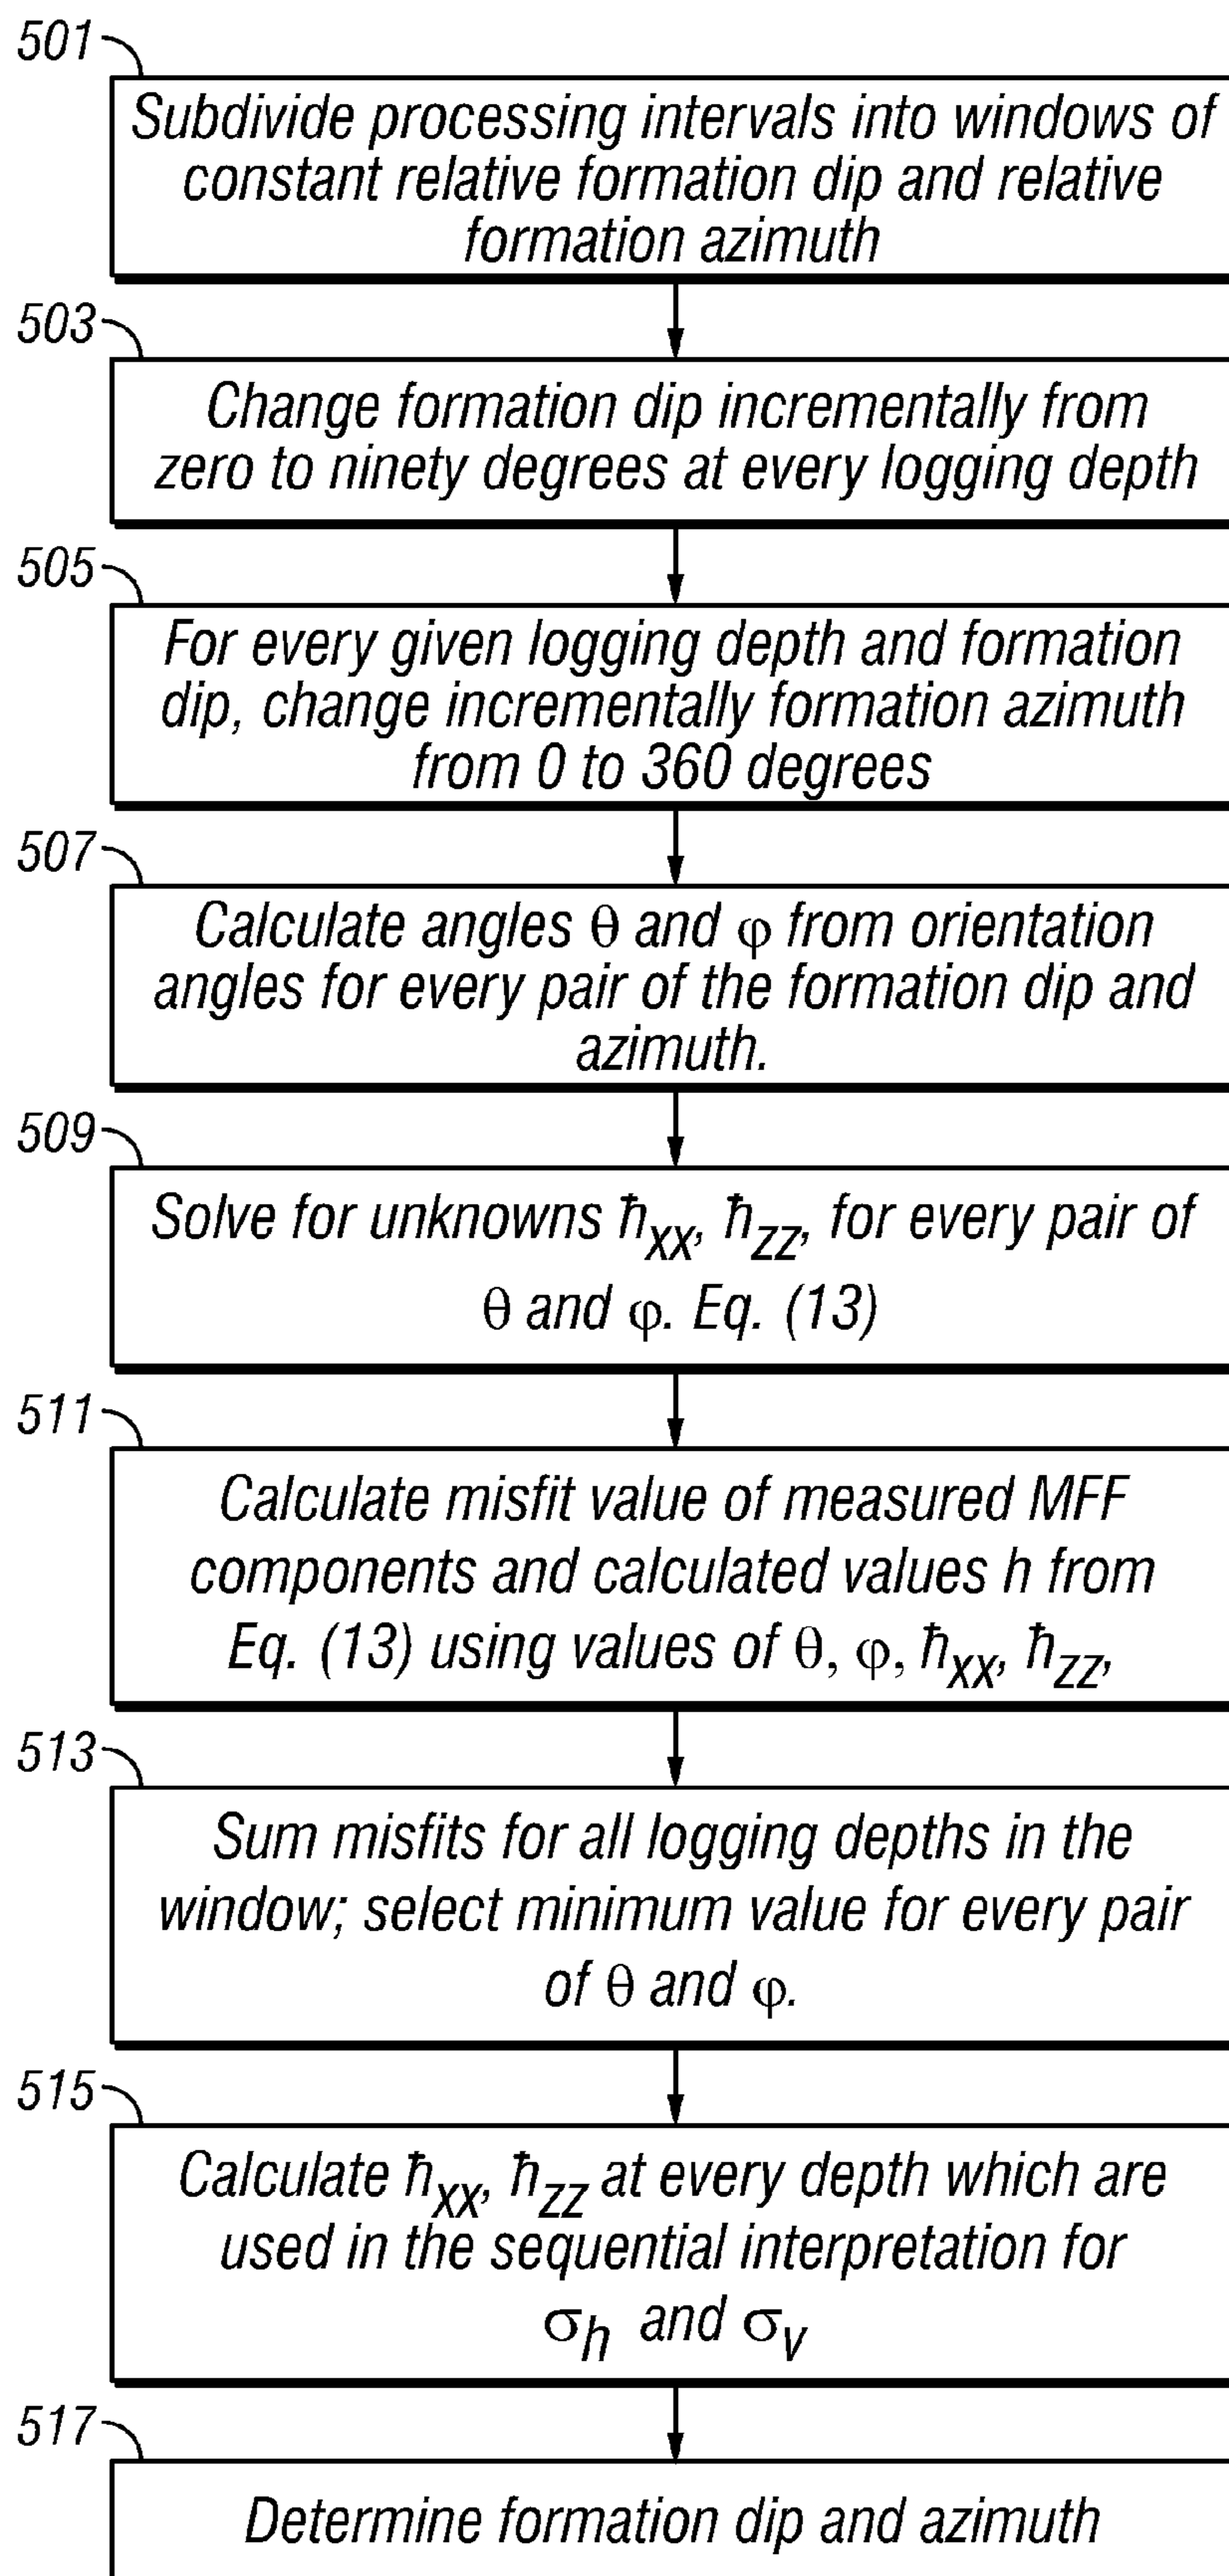 501
Subdivide processing intervals into windows of
constant relative formation dip and relative
formation azimuth
503
Change formation dip incrementally from
zero to ninety degrees at every logging depth
505
For every given logging depth and formation
dip, change incrementally formation azimuth
from 0 to 360 degrees
507
Calculate angles θ and φ from orientation
angles for every pair of the formation dip and
azimuth.
509
Solve for unknowns ħxx, ħzz, for every pair of
θ and φ. Eq. (13)
511
Calculate misfit value of measured MFF
components and calculated values h from
Eq. (13) using values of θ, φ, ħxx, ħzz,
513
Sum misfits for all logging depths in the
window; select minimum value for every pair
of θ and φ.
515
Calculate ħxx, ħzz at every depth which are
used in the sequential interpretation for
σh and σv
517
Determine formation dip and azimuth